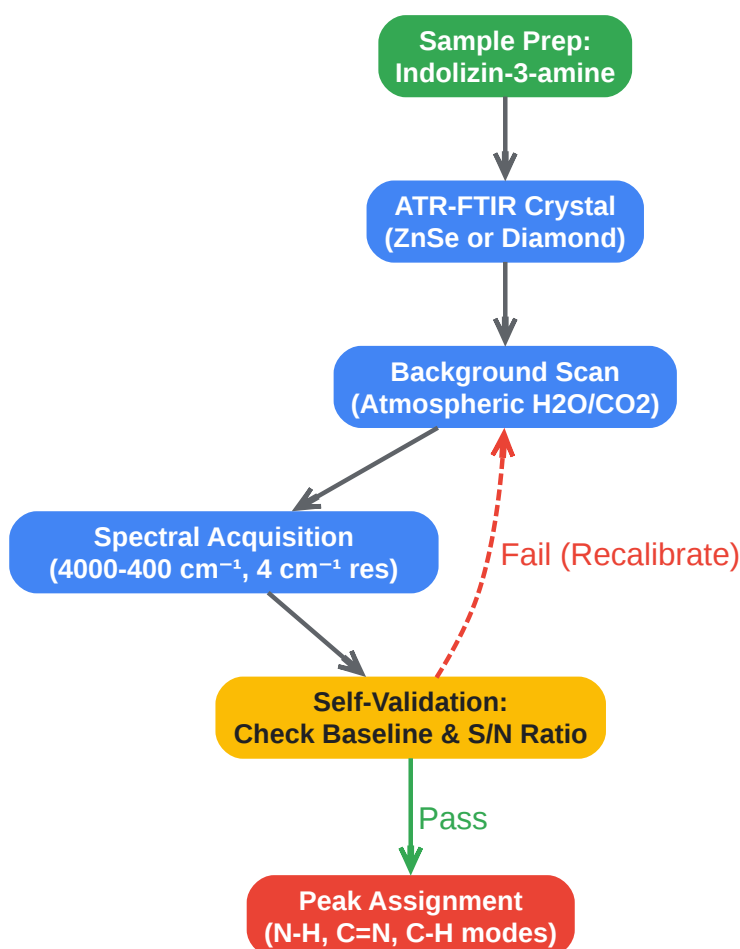 Sample Prep:
Indolizin-3-amine
ATR-FTIR Crystal
(ZnSe or Diamond)
Background Scan
(Atmospheric H2O/CO2)
Spectral Acquisition
(4000-400 cm⁻¹, 4 cm⁻¹ res)
Fail (Recalibrate)
Self-Validation:
Check Baseline & S/N Ratio
Pass
Peak Assignment
(N-H, C=N, C-H modes)